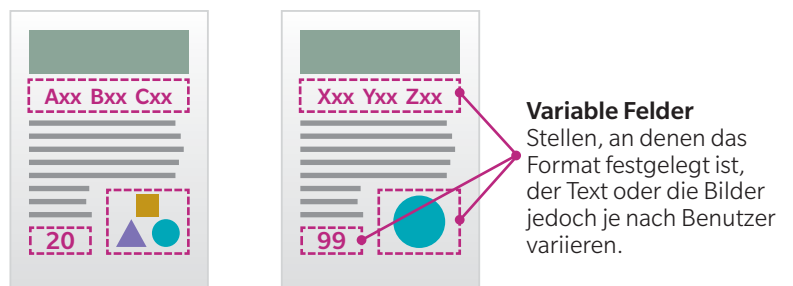 Axx Bxx Cxx
20
Xxx Yxx Zxx
99
Variable Felder
Stellen, an denen das
Format festgelegt ist,
der Text oder die Bilder
jedoch je nach Benutzer
variieren.